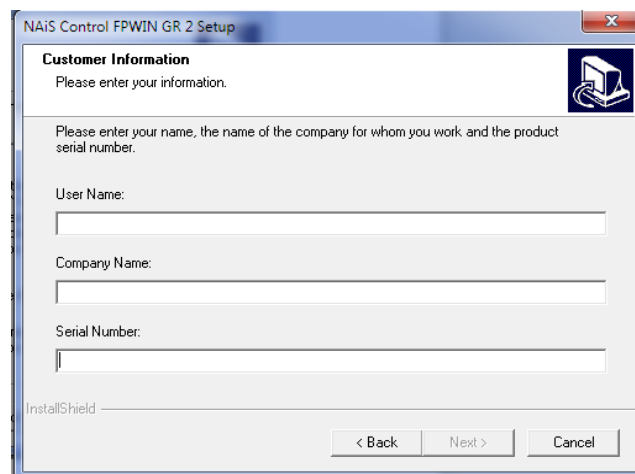 NAiS Control FPWIN GR 2 Setup
Customer Information
Please enter your information.
Please enter your name, the name of the company for whom you work and the product
serial number.
User Name:
Company Name:
Serial Number:
InstallShield
< Back Next > Cancel